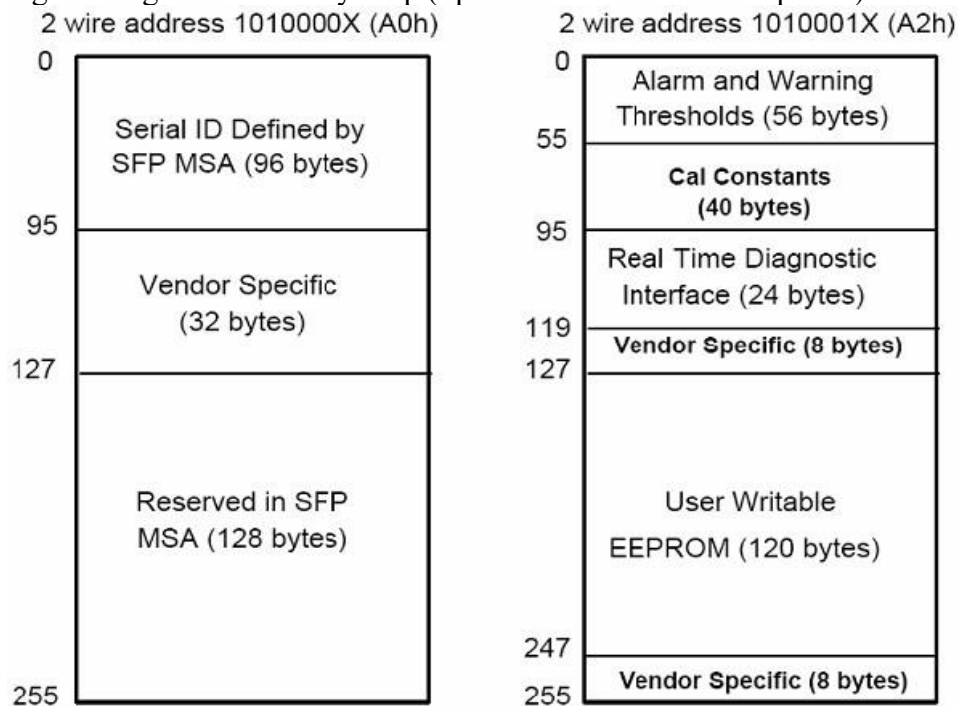 2 wire address 1010000X (A0h)
0
Serial ID Defined by
SFP MSA (96 bytes)
95
Vendor Specific
(32 bytes)
127
Reserved in SFP
MSA (128 bytes)
255
2 wire address 1010001X (A2h)
0
Alarm and Warning
Thresholds (56 bytes)
55
Cal Constants
(40 bytes)
95
Real Time Diagnostic
Interface (24 bytes)
119
Vendor Specific (8 bytes)
127
User Writable
EEPROM (120 bytes)
247
Vendor Specific (8 bytes)
255